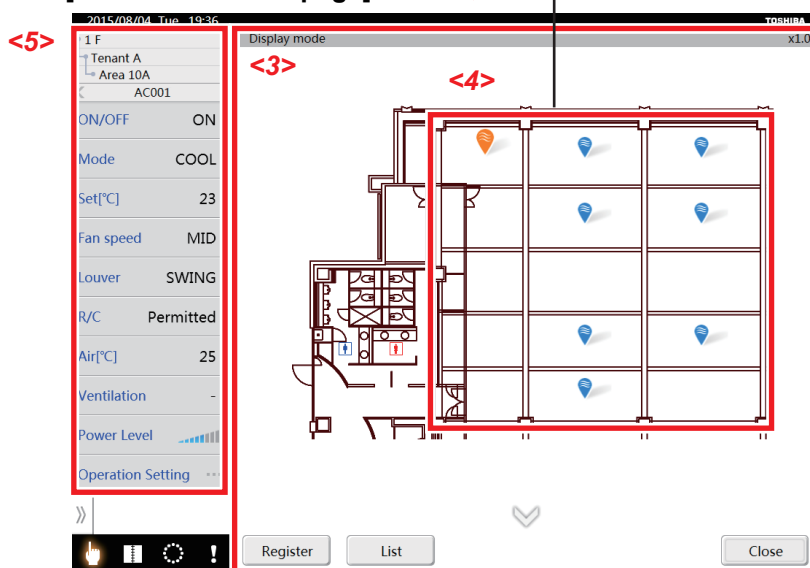 2015/08/04 Tue 19:36
TOSHIBA
<5>
1 F
Tenant A
Area 10A
AC001
ON/OFF ON
Mode COOL
Set[℃] 23
Fan speed MID
Louver SWING
R/C Permitted
Air[℃] 25
Ventilation -
Power Level
Operation Setting ...
Display mode x1.0
<3>
<4>
Register
List
Close